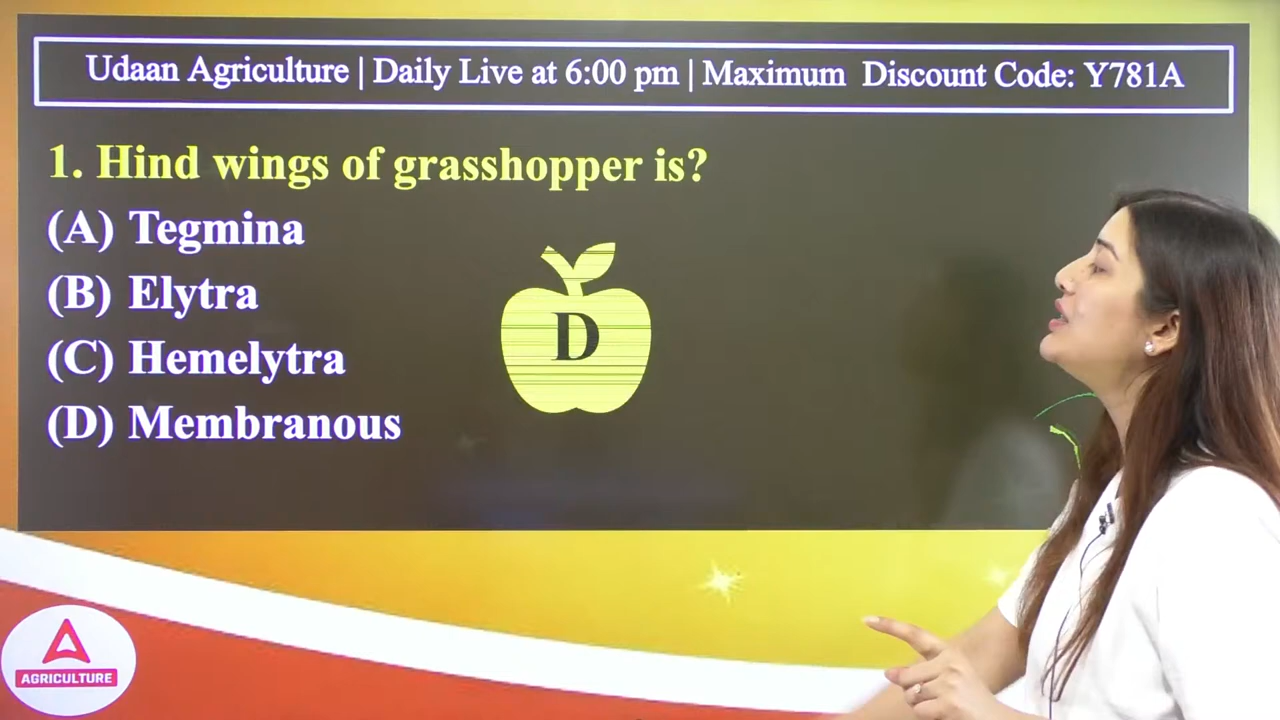 Udaan Agriculture | Daily Live at 6:00 pm | Maximum Discount Code: Y781A
1. Hind wings of grasshopper is?
(A) Tegmina
(B) Elytra
(C) Hemelytra
(D) Membranous
D
AGRICULTURE